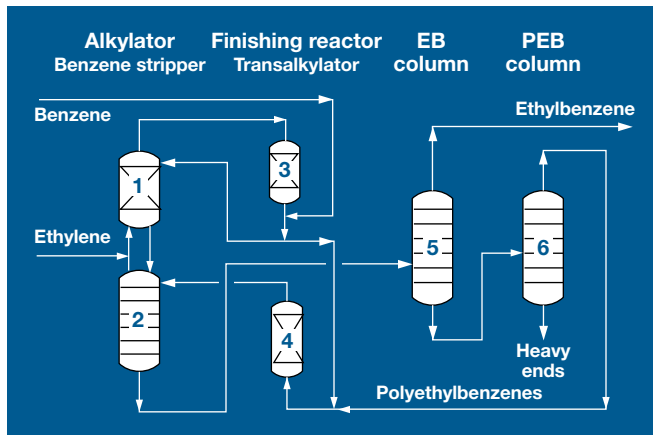 Alkylator
Benzene stripper
Finishing reactor
Transalkylator
EB
column
PEB
column
Benzene
Ethylbenzene
1
3
Ethylene
5
6
2
4
Heavy
ends
Polyethylbenzenes